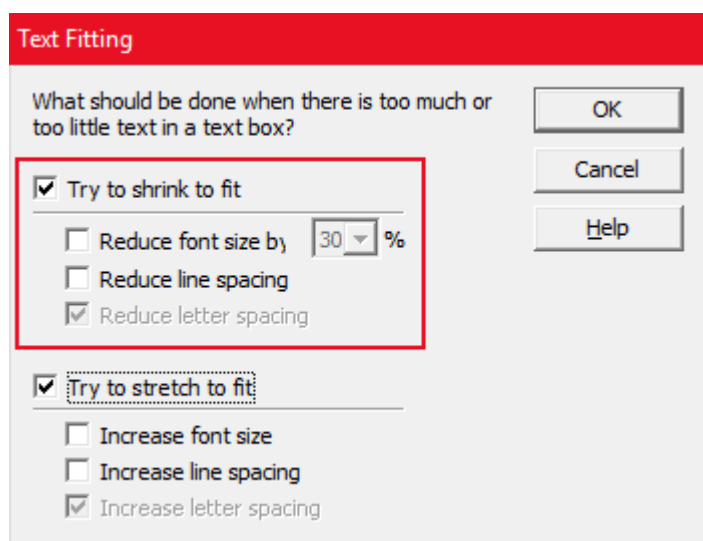 Text Fitting
What should be done when there is too much or
too little text in a text box?
OK
Cancel
Help
Try to shrink to fit
Reduce font size by 30 %
Reduce line spacing
Reduce letter spacing
Try to stretch to fit
Increase font size
Increase line spacing
Increase letter spacing